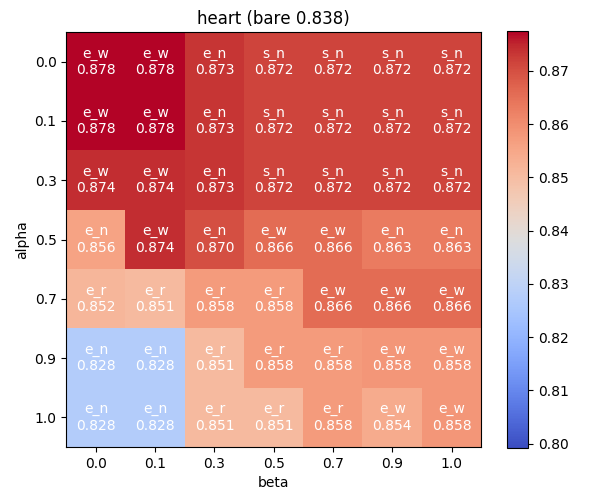 heart (bare 0.838)
alpha
0.0
e_w e_w e_n s_n s_n s_n s_n
0.878 0.878 0.873 0.872 0.872 0.872 0.872
0.1
e_w e_w e_n s_n s_n s_n s_n
0.878 0.878 0.873 0.872 0.872 0.872 0.872
0.3
e_w e_w e_n s_n s_n s_n s_n
0.874 0.874 0.873 0.872 0.872 0.872 0.872
0.5
e_n e_w e_n e_w e_w e_n e_n
0.856 0.874 0.870 0.866 0.866 0.863 0.863
0.7
e_r e_r e_r e_r e_w e_w e_w
0.852 0.851 0.858 0.858 0.866 0.866 0.866
0.9
e_n e_n e_r e_r e_r e_w e_w
0.828 0.828 0.851 0.858 0.858 0.858 0.858
1.0
e_n e_n e_r e_r e_r e_w e_w
0.828 0.828 0.851 0.851 0.858 0.854 0.858
0.0 0.1 0.3 0.5 0.7 0.9 1.0
beta
0.87
0.86
0.85
0.84
0.83
0.82
0.81
0.80